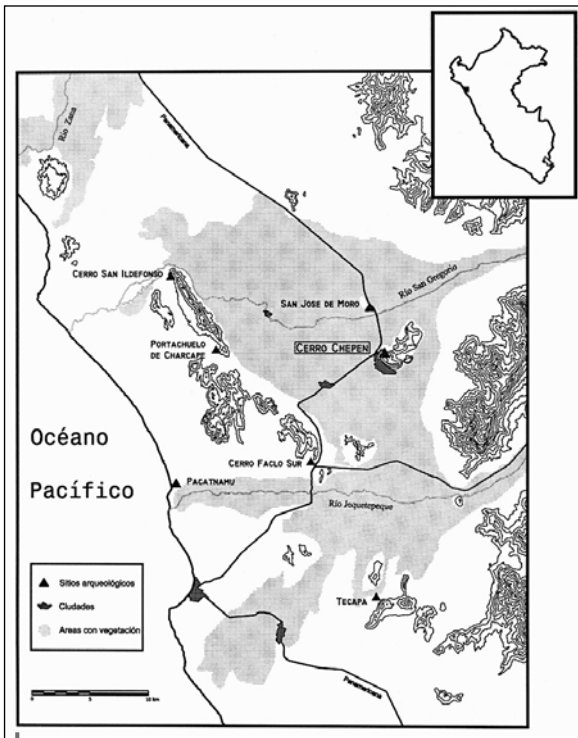 Panamericana
Río Zana
CERRO SAN ILDEFONSO
SAN JOSE DE MORO
Río San Gregorio
CERRO CHEPEN
PORTACHUELO
DE CHARCAPE
Océano
Pacífico
CERRO FACLO SUR
PACATNAMU
Río Jequetepeque
TECAPA
Sitios arqueológicos
Ciudades
Areas con vegetación
Panamericana
0 5 10 km